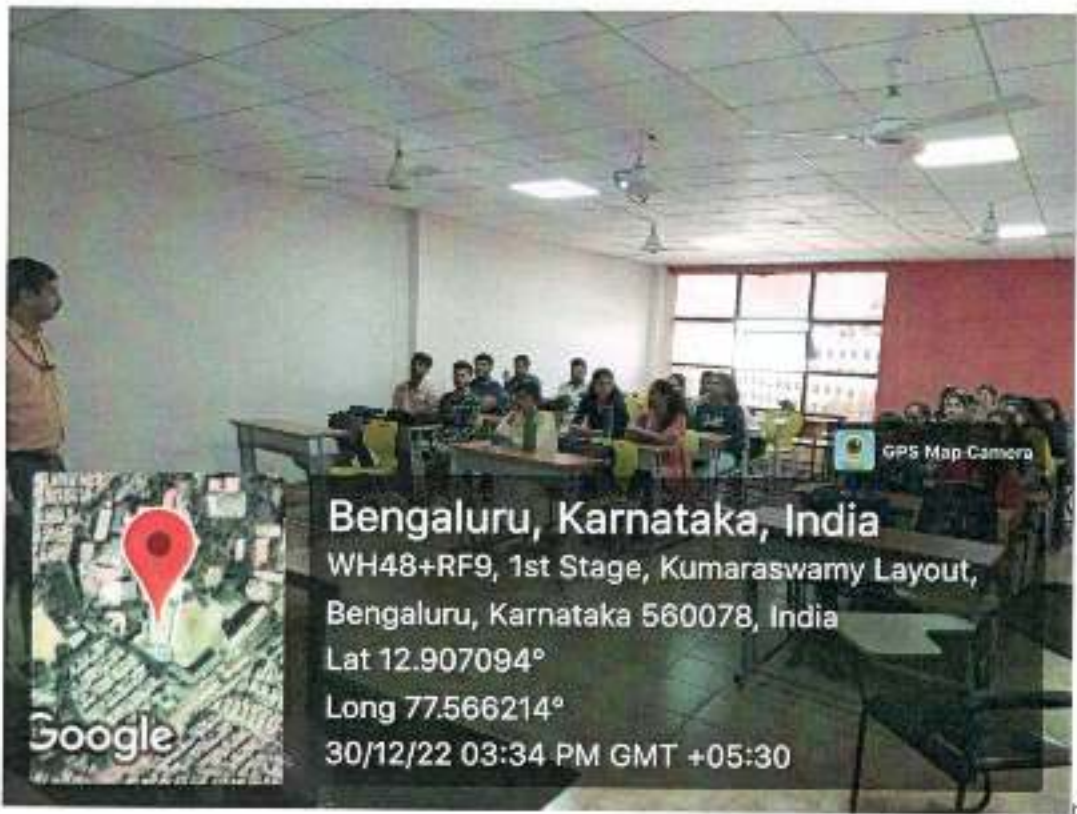 GPS Map Camera
Bengaluru, Karnataka, India
WH48+RF9, 1st Stage, Kumaraswamy Layout,
Bengaluru, Karnataka 560078, India
Lat 12.907094°
Long 77.566214°
30/12/22 03:34 PM GMT +05:30
Google